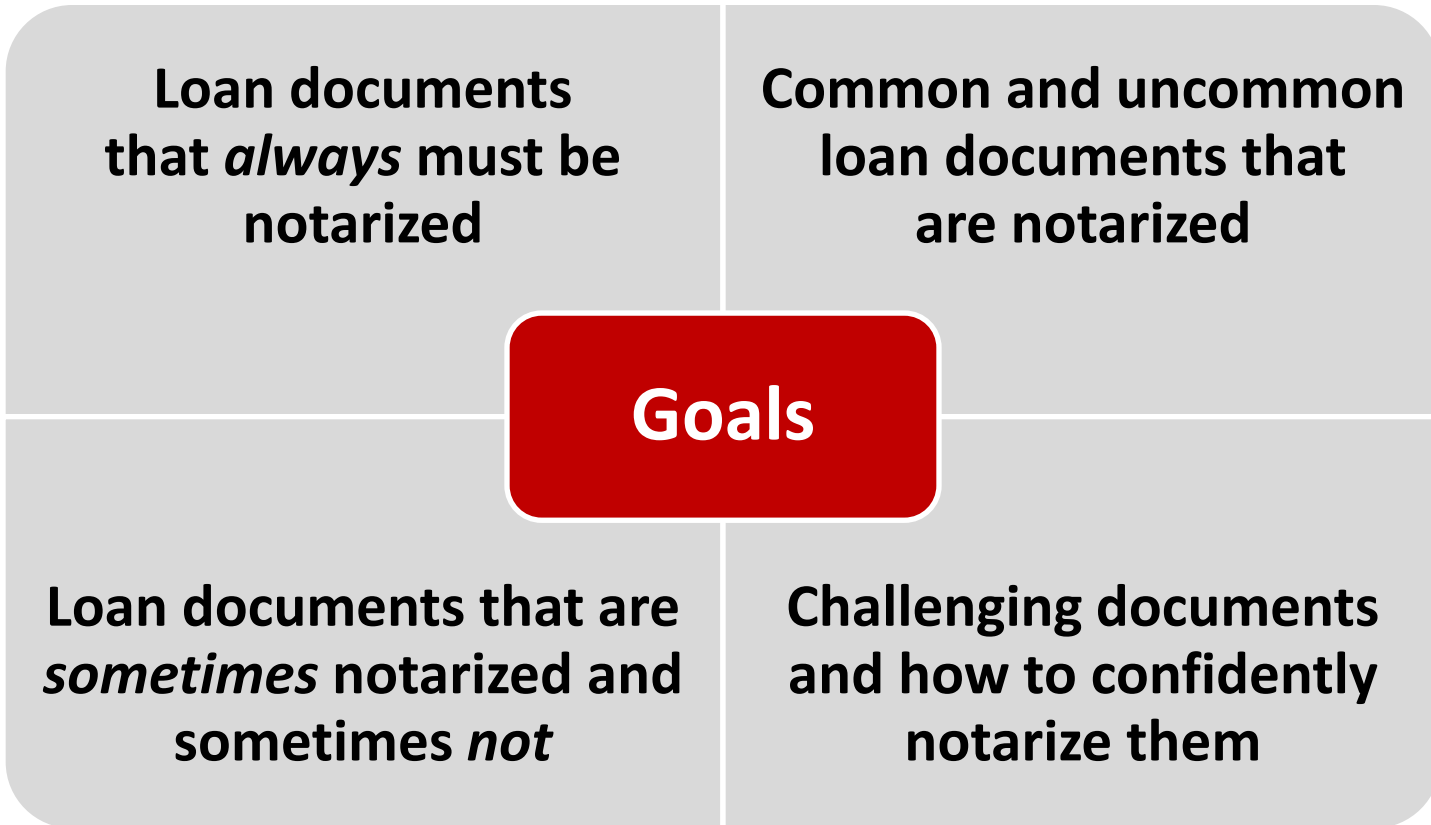 Loan documents
that always must be
notarized
Common and uncommon
loan documents that
are notarized
Goals
Loan documents that are
sometimes notarized and
sometimes not
Challenging documents
and how to confidently
notarize them